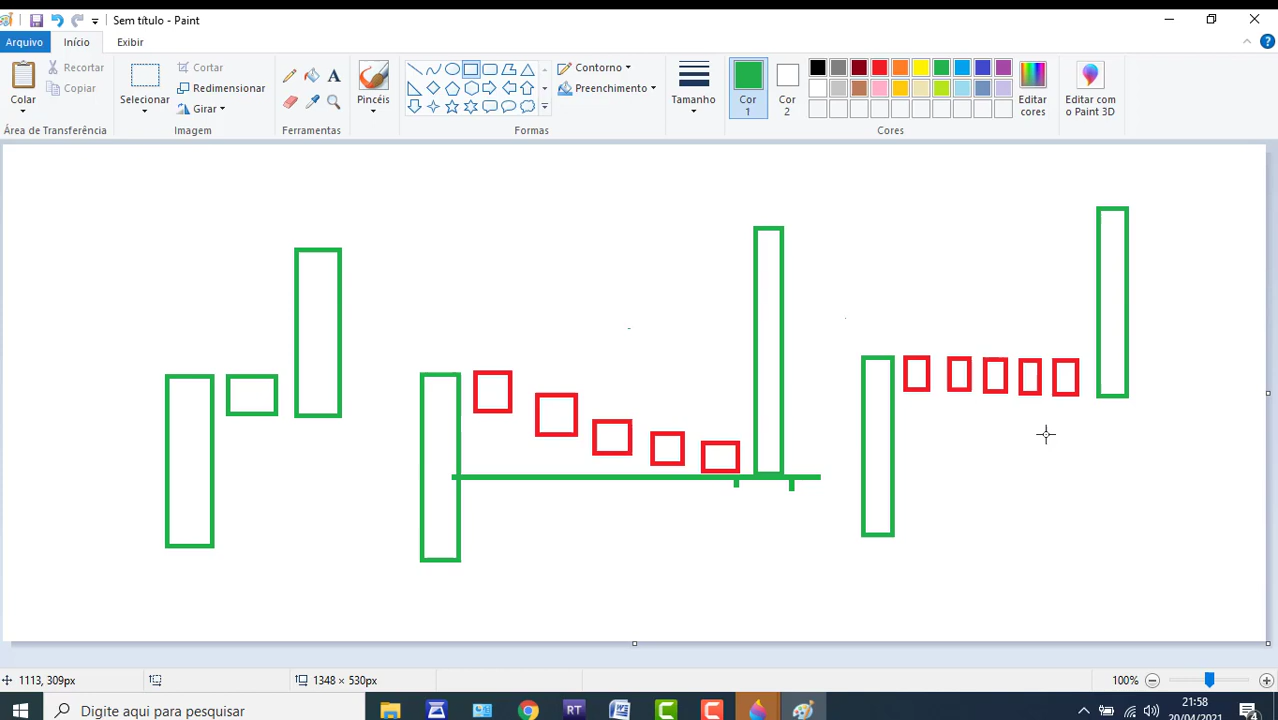 Sem título - Paint
Arquivo
Início
Exibir
Colar
Recortar
Copiar
Área de Transferência
Selecionar
Redimensionar
Girar
Imagem
A
Ferramentas
Pincéis
Contorno
Preenchimento
Formas
Tamanho
Cor
1
Cor
2
Editar
cores
Cores
Editar com
o Paint 3D
?
1113, 309px
1348 × 530px
100%
Digite aqui para pesquisar
RT
21:58
20/04/2021
4